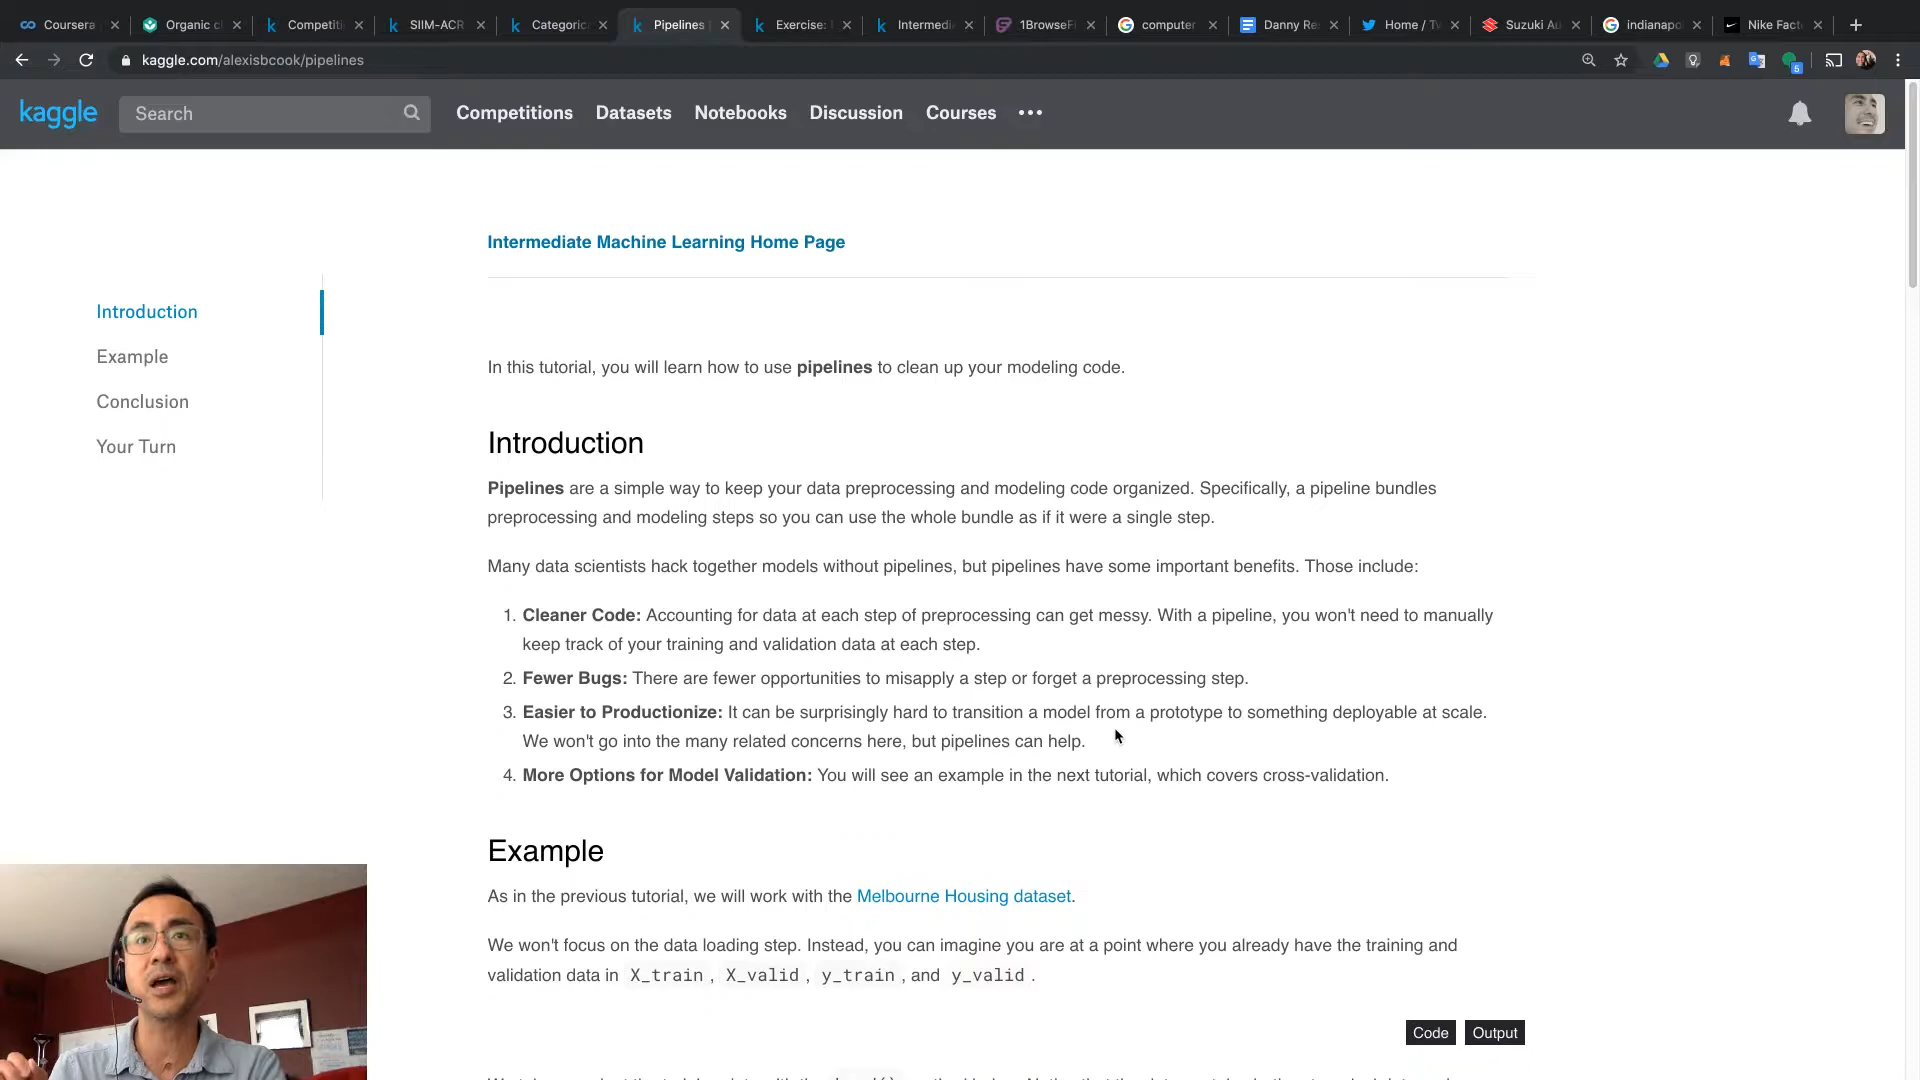 Coursera
Organic c
Competiti
SIIM-ACR
Categorica
Pipelines
Exercise:
Intermedi
1BrowseFi
computer
Danny Re
Home / Tw
Suzuki Au
indianapo
Nike Fact
kaggle.com/alexisbcook/pipelines
5
kaggle
Search
Competitions
Datasets
Notebooks
Discussion
Courses
Intermediate Machine Learning Home Page
Introduction
Example
Conclusion
Your Turn
In this tutorial, you will learn how to use pipelines to clean up your modeling code.
Introduction
Pipelines are a simple way to keep your data preprocessing and modeling code organized. Specifically, a pipeline bundles
preprocessing and modeling steps so you can use the whole bundle as if it were a single step.
Many data scientists hack together models without pipelines, but pipelines have some important benefits. Those include:
1. Cleaner Code: Accounting for data at each step of preprocessing can get messy. With a pipeline, you won't need to manually
keep track of your training and validation data at each step.
2. Fewer Bugs: There are fewer opportunities to misapply a step or forget a preprocessing step.
3. Easier to Productionize: It can be surprisingly hard to transition a model from a prototype to something deployable at scale.
We won't go into the many related concerns here, but pipelines can help.
4. More Options for Model Validation: You will see an example in the next tutorial, which covers cross-validation.
Example
As in the previous tutorial, we will work with the Melbourne Housing dataset.
We won't focus on the data loading step. Instead, you can imagine you are at a point where you already have the training and
validation data in X_train, X_valid, y_train, and y_valid.
Code
Output